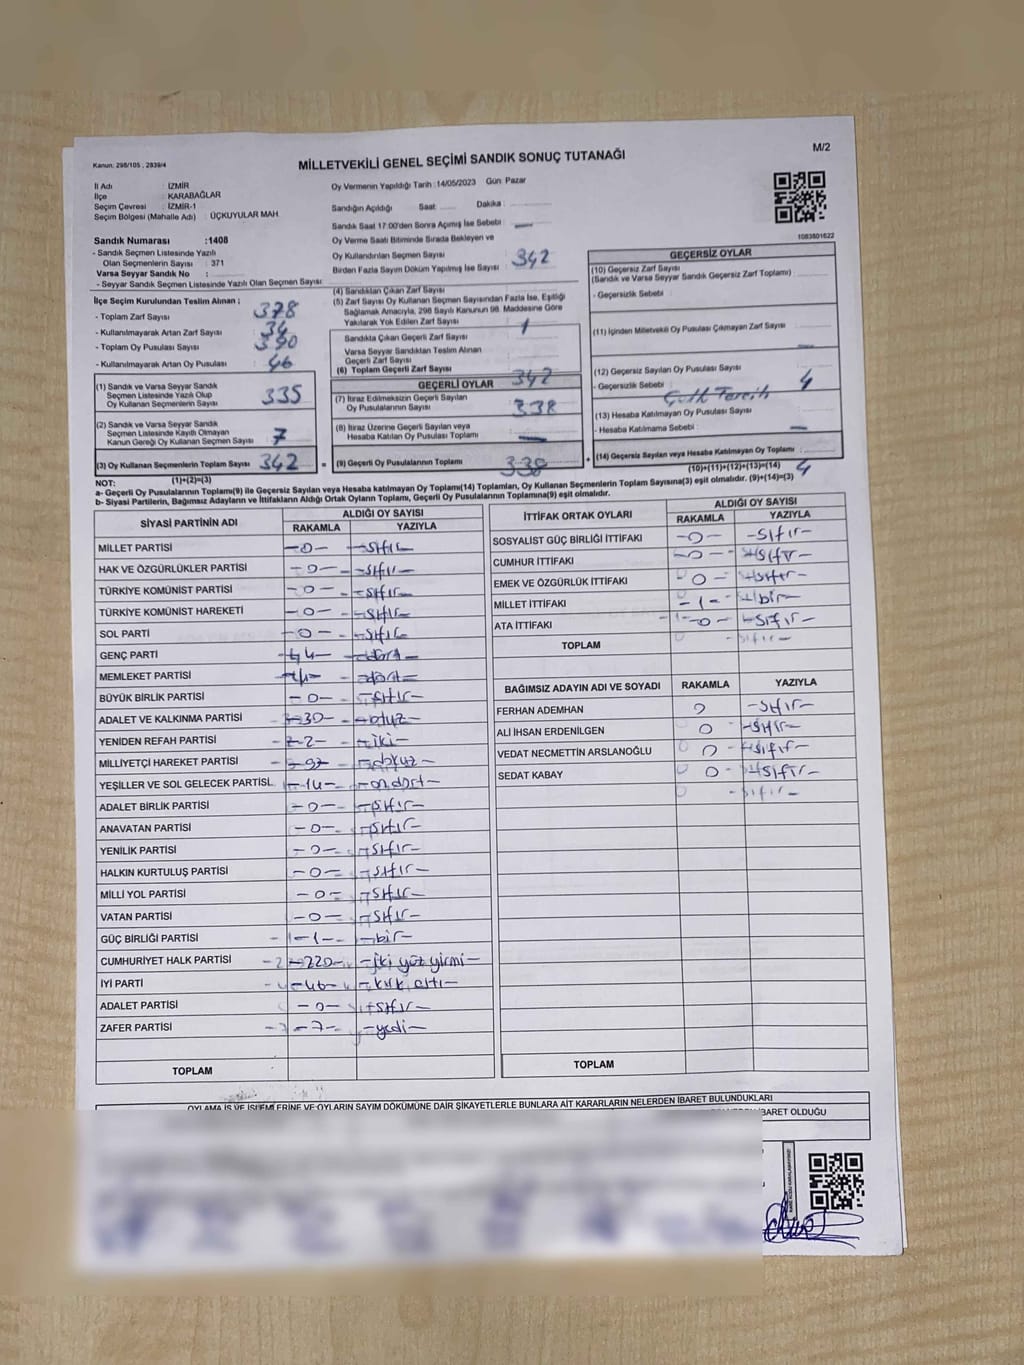 Kanun: 298/105 , 2839/4
MİLLETVEKİLİ GENEL SEÇİMİ SANDIK SONUÇ TUTANAĞI
M/2
İl Adı : İZMİR
İlçe : KARABAĞLAR
Seçim Çevresi : İZMİR-1
Seçim Bölgesi (Mahalle Adı) : ÜÇKUYULAR MAH.
Sandık Numarası :1408
- Sandık Seçmen Listesinde Yazılı
Olan Seçmenlerin Sayısı : 371
Varsa Seyyar Sandık No :
- Seyyar Sandık Seçmen Listesinde Yazılı Olan Seçmen Sayısı
Oy Vermenin Yapıldığı Tarih :14/05/2023 Gün: Pazar
Sandığın Açıldığı Saat: Dakika :
Sandık Saat 17:00'den Sonra Açımış İse Sebebi :
Oy Verme Saati Bitiminde Sırada Bekleyen ve
Oy Kullandırılan Seçmen Sayısı 342
Birden Fazla Sayım Döküm Yapılmış İse Sayısı
1083801622
İlçe Seçim Kurulundan Teslim Alınan ;
- Toplam Zarf Sayısı 378
- Kullanılmayarak Artan Zarf Sayısı
- Toplam Oy Pusulası Sayısı
- Kullanılmayarak Artan Oy Pusulası 46
(1) Sandık ve Varsa Seyyar Sandık
Seçmen Listesinde Yazılı Olup
Oy Kullanan Seçmenlerin Sayısı 335
(2) Sandık ve Varsa Seyyar Sandık
Seçmen Listesinde Kayıtlı Olmayan
Kanun Gereği Oy Kullanan Seçmen Sayısı 7
(3) Oy Kullanan Seçmenlerin Toplam Sayısı 342
(1)+(2)=(3)
(4) Sandıktan Çıkan Zarf Sayısı
(5) Zarf Sayısı Oy Kullanan Seçmen Sayısından Fazla İse, Eşitliği
Sağlamak Amacıyla, 298 Sayılı Kanunun 98. Maddesine Göre
Yakılarak Yok Edilen Zarf Sayısı 1
Sandıkta Çıkan Geçerli Zarf Sayısı
Varsa Seyyar Sandıktan Teslim Alınan
Geçerli Zarf Sayısı
(6) Toplam Geçerli Zarf Sayısı 342
GEÇERLİ OYLAR
(7) İtiraz Edilmeksizin Geçerli Sayılan
Oy Pusulalarının Sayısı 338
(8) İtiraz Üzerine Geçerli Sayılan veya
Hesaba Katılan Oy Pusulası Toplamı —
= (9) Geçerli Oy Pusulalarının Toplamı 338 +
GEÇERSİZ OYLAR
(10) Geçersiz Zarf Sayısı
(Sandık ve Varsa Seyyar Sandık Geçersiz Zarf Toplamı)
- Geçersizlik Sebebi :
(11) İçinden Milletvekili Oy Pusulası Çıkmayan Zarf Sayısı
(12) Geçersiz Sayılan Oy Pusulası Sayısı 4
- Geçersizlik Sebebi : Çift Tercih
(13) Hesaba Katılmayan Oy Pusulası Sayısı
- Hesaba Katılmama Sebebi : —
(14) Geçersiz Sayılan veya Hesaba Katılmayan Oy Toplamı
(10)+(11)+(12)+(13)=(14) 4
NOT:
a- Geçerli Oy Pusulalarının Toplamı(9) ile Geçersiz Sayılan veya Hesaba Katılmayan Oy Toplamı(14) Toplamları, Oy Kullanan Seçmenlerin Toplam Sayısına(3) eşit olmalıdır. (9)+(14)=(3)
b- Siyasi Partilerin, Bağımsız Adayların ve İttifakların Aldığı Ortak Oyların Toplamı, Geçerli Oy Pusulalarının Toplamına(9) eşit olmalıdır.
SİYASİ PARTİNİN ADI ALDIĞI OY SAYISI
RAKAMLA YAZIYLA
MİLLET PARTİSİ -0- -sıfır-
HAK VE ÖZGÜRLÜKLER PARTİSİ -0- -sıfır-
TÜRKİYE KOMÜNİST PARTİSİ -0- -sıfır-
TÜRKİYE KOMÜNİST HAREKETİ -0- -sıfır-
SOL PARTİ -0- -sıfır-
GENÇ PARTİ -4- -dört-
MEMLEKET PARTİSİ -4- -dört-
BÜYÜK BİRLİK PARTİSİ -0- -sıfır-
ADALET VE KALKINMA PARTİSİ -30- -otuz-
YENİDEN REFAH PARTİSİ -2- -iki-
MİLLİYETÇİ HAREKET PARTİSİ -9- -dokuz-
YEŞİLLER VE SOL GELECEK PARTİSİ -14- -ondört-
ADALET BİRLİK PARTİSİ -0- -sıfır-
ANAVATAN PARTİSİ -0- -sıfır-
YENİLİK PARTİSİ -0- -sıfır-
HALKIN KURTULUŞ PARTİSİ -0- -sıfır-
MİLLİ YOL PARTİSİ -0- -sıfır-
VATAN PARTİSİ -0- -sıfır-
GÜÇ BİRLİĞİ PARTİSİ -1- -bir-
CUMHURİYET HALK PARTİSİ -220- -iki yüz yirmi-
İYİ PARTİ -46- -kırk altı-
ADALET PARTİSİ -0- -sıfır-
ZAFER PARTİSİ -7- -yedi-
TOPLAM
İTTİFAK ORTAK OYLARI ALDIĞI OY SAYISI
RAKAMLA YAZIYLA
SOSYALİST GÜÇ BİRLİĞİ İTTİFAKI -0- -sıfır-
CUMHUR İTTİFAKI -0- -sıfır-
EMEK VE ÖZGÜRLÜK İTTİFAKI 0- -sıfır-
MİLLET İTTİFAKI -1- -bir-
ATA İTTİFAKI -0- -sıfır-
TOPLAM
BAĞIMSIZ ADAYIN ADI VE SOYADI RAKAMLA YAZIYLA
FERHAN ADEMHAN 0 -sıfır-
ALİ İHSAN ERDENİLGEN 0 -sıfır-
VEDAT NECMETTİN ARSLANOĞLU 0 -sıfır-
SEDAT KABAY 0 -sıfır-
TOPLAM
OYLAMA İŞ VE İŞLEMLERİNE VE OYLARIN SAYIM DÖKÜMÜNE DAİR ŞİKAYETLERLE BUNLARA AİT KARARLARIN NELERDEN İBARET BULUNDUKLARI
İBARET OLDUĞU